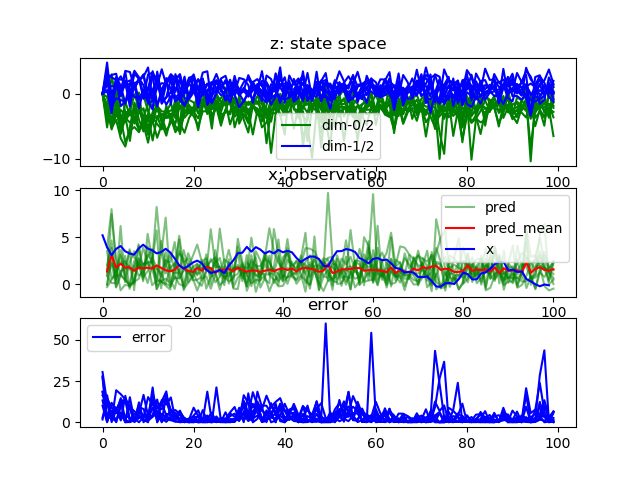 z: state space
0
−10
dim-0/2
dim-1/2
0 20 40 60 80 100
x: observation
10
5
0
pred
pred_mean
x
0 20 40 60 80 100
error
50
25
0
error
0 20 40 60 80 100